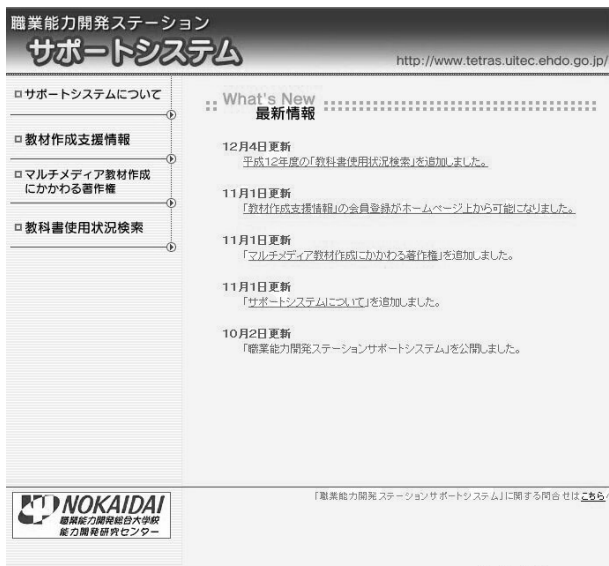 職業能力開発ステーション
サポートシステム
http://www.tetras.uitec.ehdo.go.jp/
サポートシステムについて
教材作成支援情報
マルチメディア教材作成
にかかわる著作権
教科書使用状況検索
What's New
最新情報
12月4日更新
平成12年度の「教科書使用状況検索」を追加しました。
11月1日更新
「教材作成支援情報」の会員登録がホームページ上から可能になりました。
11月1日更新
「マルチメディア教材作成にかかわる著作権」を追加しました。
11月1日更新
「サポートシステムについて」を追加しました。
10月2日更新
「職業能力開発ステーションサポートシステム」を公開しました。
「職業能力開発ステーションサポートシステム」に関する問合せはこちらへ
NOKAIDAI
職業能力開発総合大学校
能力開発研究センター